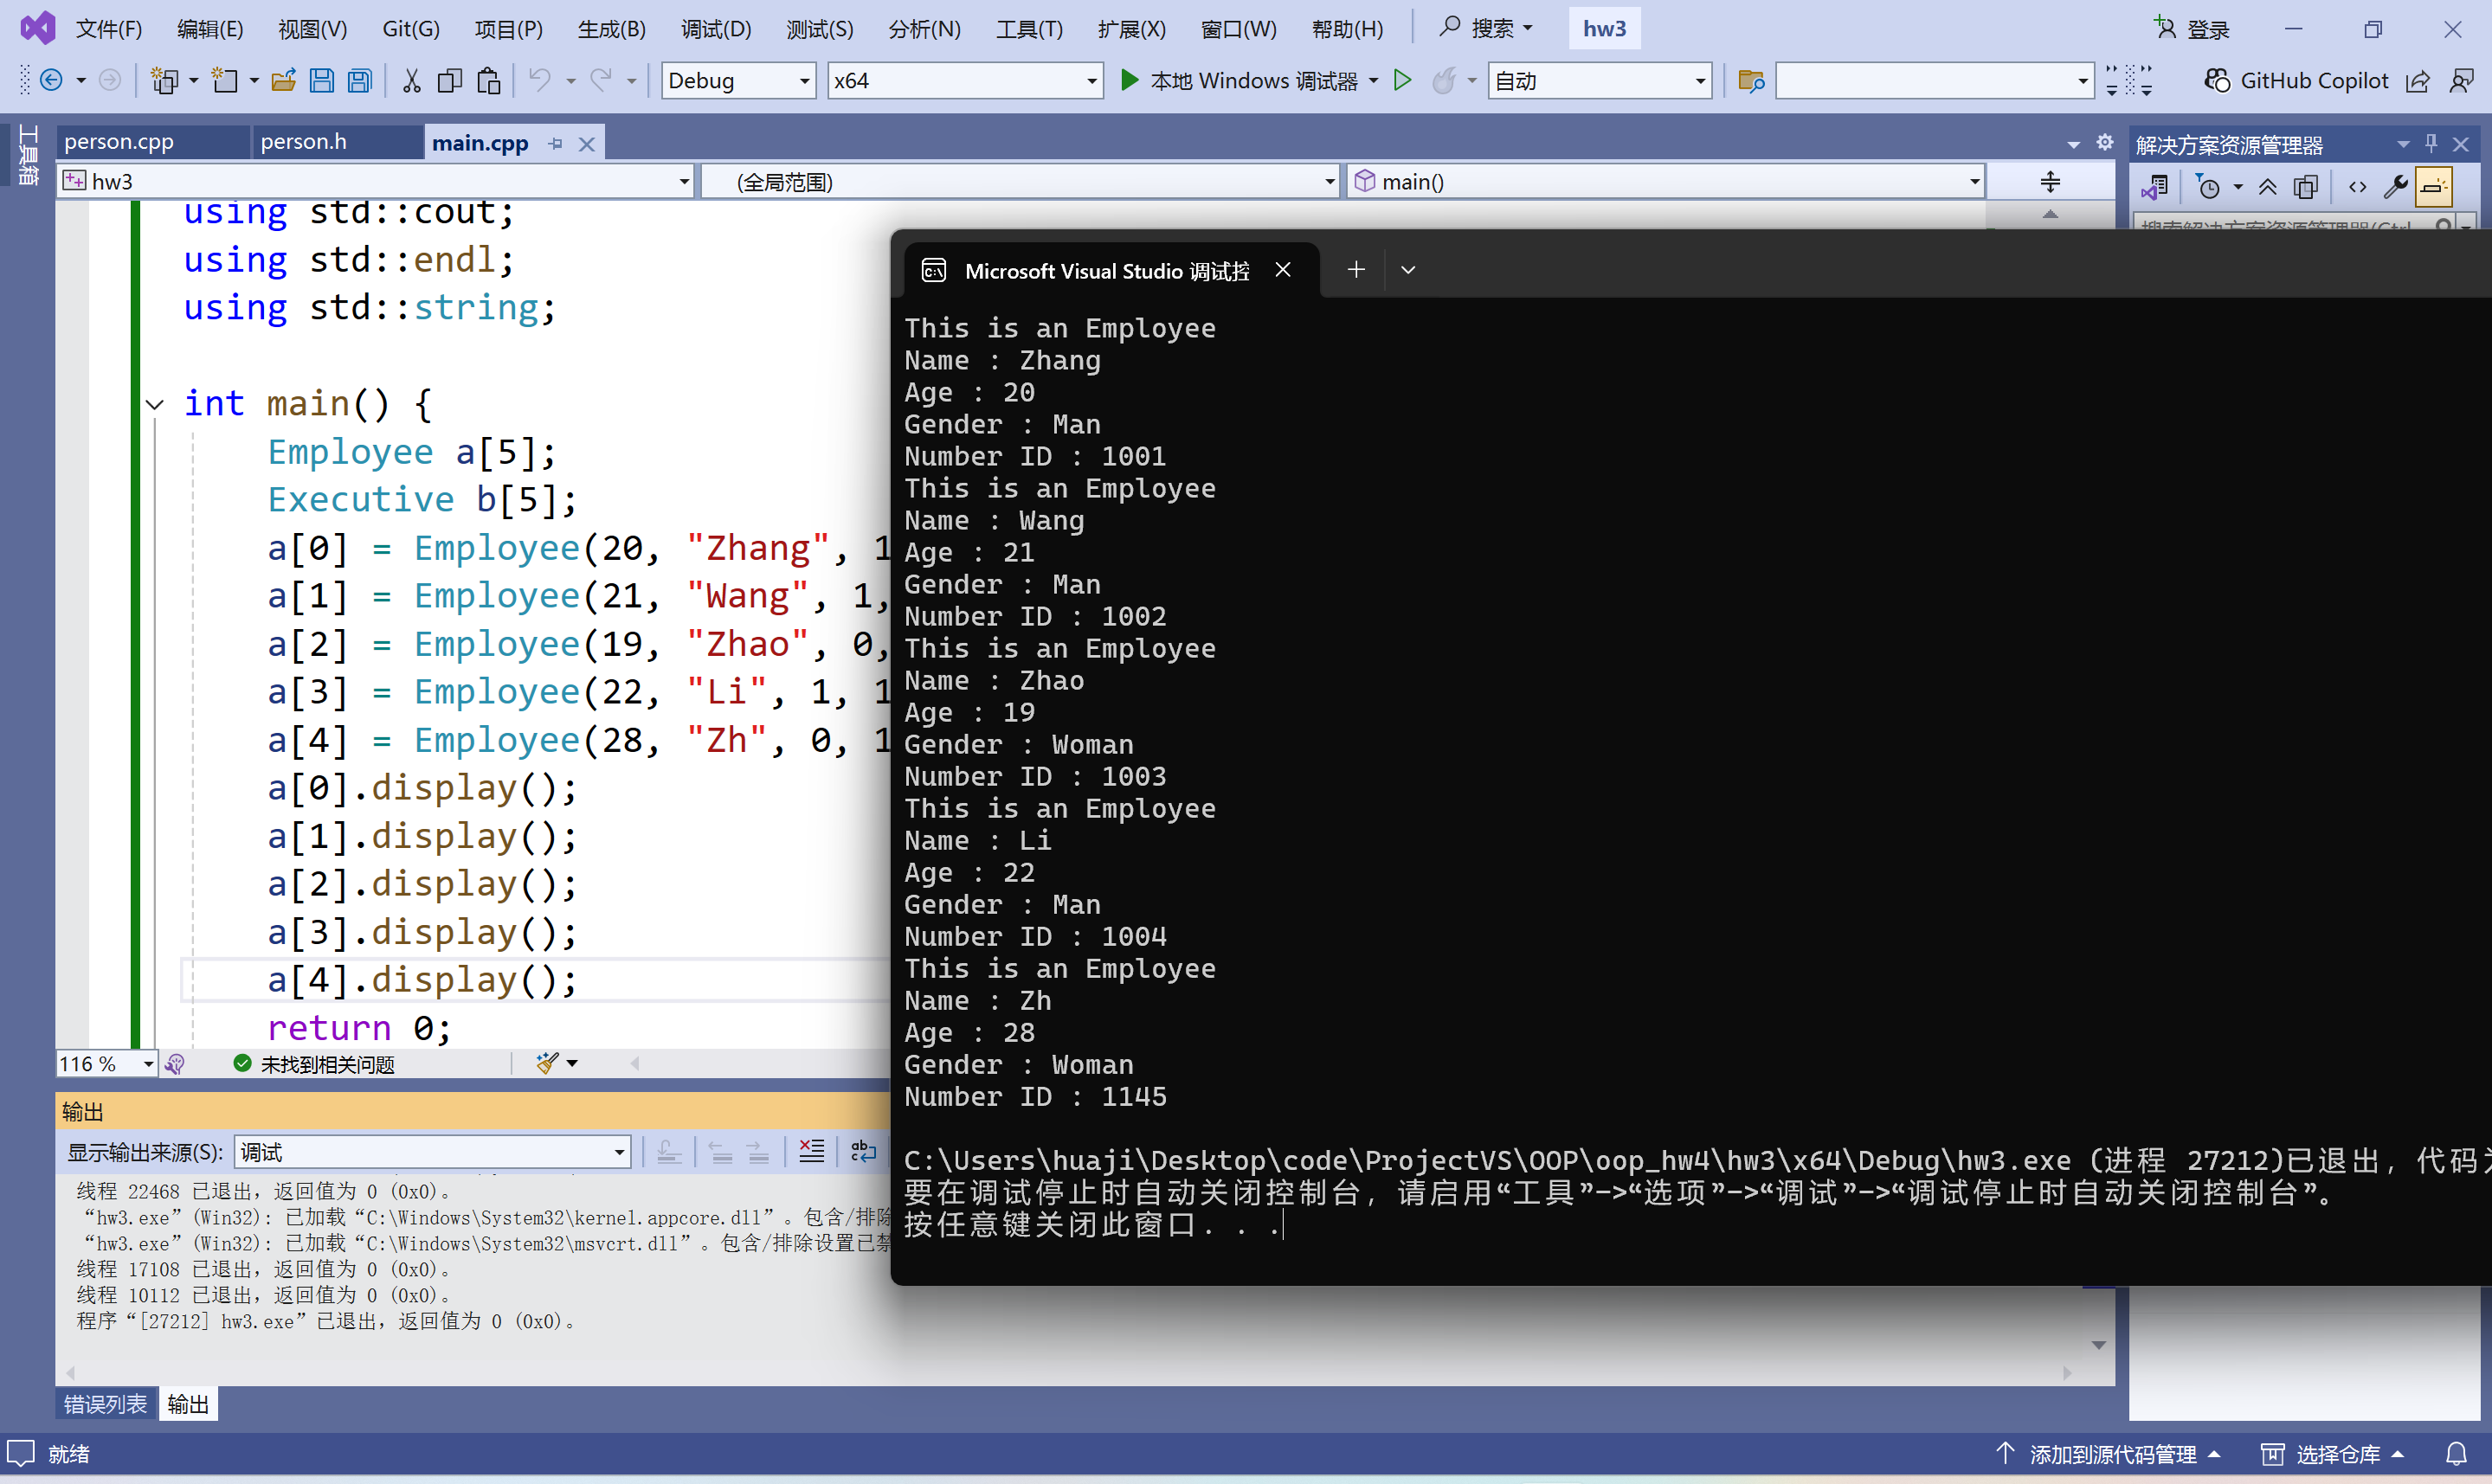 文件(F) 编辑(E) 视图(V) Git(G) 项目(P) 生成(B) 调试(D) 测试(S) 分析(N) 工具(T) 扩展(X) 窗口(W) 帮助(H) 搜索 hw3 登录
Debug x64 本地 Windows 调试器 自动 GitHub Copilot
工具箱
person.cpp person.h main.cpp
解决方案资源管理器
hw3 (全局范围) main()
搜索解决方案资源管理器(Ctrl
using std::cout;
using std::endl;
using std::string;
int main() {
Employee a[5];
Executive b[5];
a[0] = Employee(20, "Zhang", 1
a[1] = Employee(21, "Wang", 1,
a[2] = Employee(19, "Zhao", 0,
a[3] = Employee(22, "Li", 1, 1
a[4] = Employee(28, "Zh", 0, 1
a[0].display();
a[1].display();
a[2].display();
a[3].display();
a[4].display();
return 0;
116 % 未找到相关问题
输出
显示输出来源(S): 调试
线程 22468 已退出，返回值为 0 (0x0)。
“hw3.exe”(Win32): 已加载“C:\Windows\System32\kernel.appcore.dll”。包含/排除
“hw3.exe”(Win32): 已加载“C:\Windows\System32\msvcrt.dll”。包含/排除设置已禁
线程 17108 已退出，返回值为 0 (0x0)。
线程 10112 已退出，返回值为 0 (0x0)。
程序“[27212] hw3.exe”已退出，返回值为 0 (0x0)。
错误列表 输出
Microsoft Visual Studio 调试控
This is an Employee
Name : Zhang
Age : 20
Gender : Man
Number ID : 1001
This is an Employee
Name : Wang
Age : 21
Gender : Man
Number ID : 1002
This is an Employee
Name : Zhao
Age : 19
Gender : Woman
Number ID : 1003
This is an Employee
Name : Li
Age : 22
Gender : Man
Number ID : 1004
This is an Employee
Name : Zh
Age : 28
Gender : Woman
Number ID : 1145
C:\Users\huaji\Desktop\code\ProjectVS\OOP\oop_hw4\hw3\x64\Debug\hw3.exe (进程 27212)已退出，代码为
要在调试停止时自动关闭控制台，请启用“工具”->“选项”->“调试”->“调试停止时自动关闭控制台”。
按任意键关闭此窗口. . .
就绪 添加到源代码管理 选择仓库